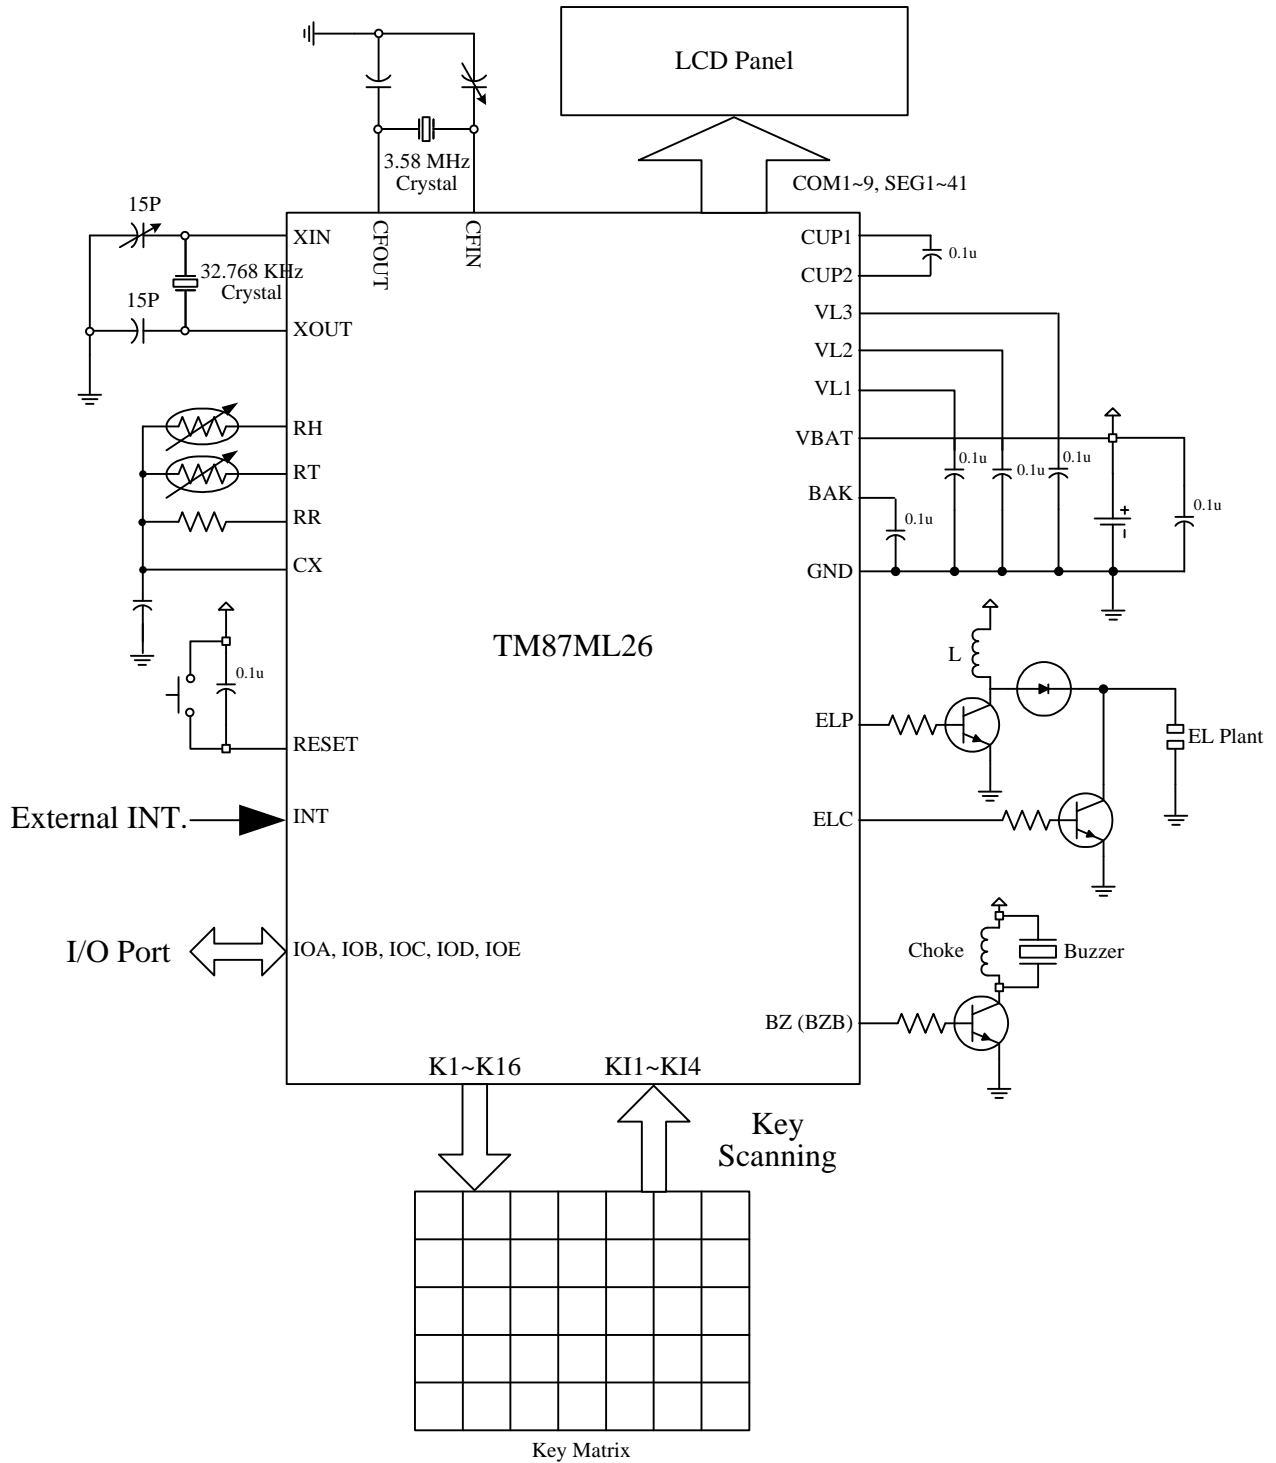 LCD Panel
3.58 MHz
Crystal
COM1~9, SEG1~41
15P
XIN
CFOUT
CFIN
CUP1
0.1u
32.768 KHz
Crystal
CUP2
15P
VL3
XOUT
VL2
VL1
RH
VBAT
0.1u
0.1u
0.1u
RT
BAK
0.1u
0.1u
RR
CX
GND
TM87ML26
L
0.1u
ELP
EL Plant
RESET
External INT.
INT
ELC
I/O Port
IOA, IOB, IOC, IOD, IOE
Choke
Buzzer
BZ (BZB)
K1~K16
KI1~KI4
Key
Scanning
Key Matrix